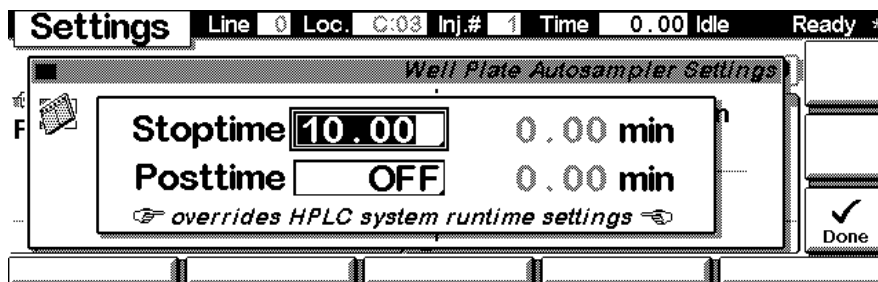 Settings Line 0 Loc. C:03 Inj.# 1 Time 0.00 Idle Ready *
Well Plate Autosampler Settings
F
n
Stoptime 10.00 0.00 min
Posttime OFF 0.00 min
overrides HPLC system runtime settings
Done